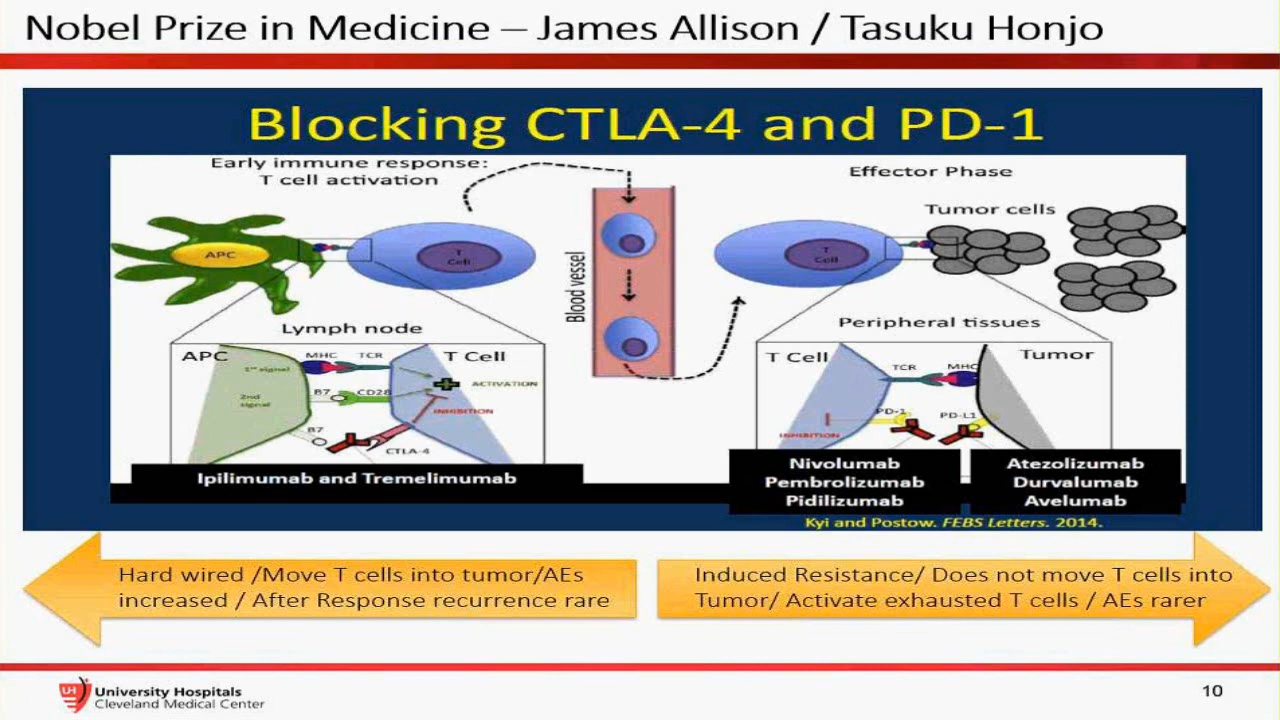 Nobel Prize in Medicine – James Allison / Tasuku Honjo
Blocking CTLA-4 and PD-1
Early immune response:
T cell activation
Effector Phase
Tumor cells
APC
T
Cell
Blood vessel
T
Cell
Lymph node
Peripheral tissues
APC
MHC
TCR
T Cell
1st signal
ACTIVATION
2nd
signal
B7
CD28
INHIBITION
B7
CTLA-4
T Cell
TCR
MHC
Tumor
PD-1
PD-L1
INHIBITION
Ipilimumab and Tremelimumab
Nivolumab
Pembrolizumab
Pidilizumab
Atezolizumab
Durvalumab
Avelumab
Kyi and Postow. FEBS Letters. 2014.
Hard wired /Move T cells into tumor/AEs
increased / After Response recurrence rare
Induced Resistance/ Does not move T cells into
Tumor/ Activate exhausted T cells / AEs rarer
UH
University Hospitals
Cleveland Medical Center
10